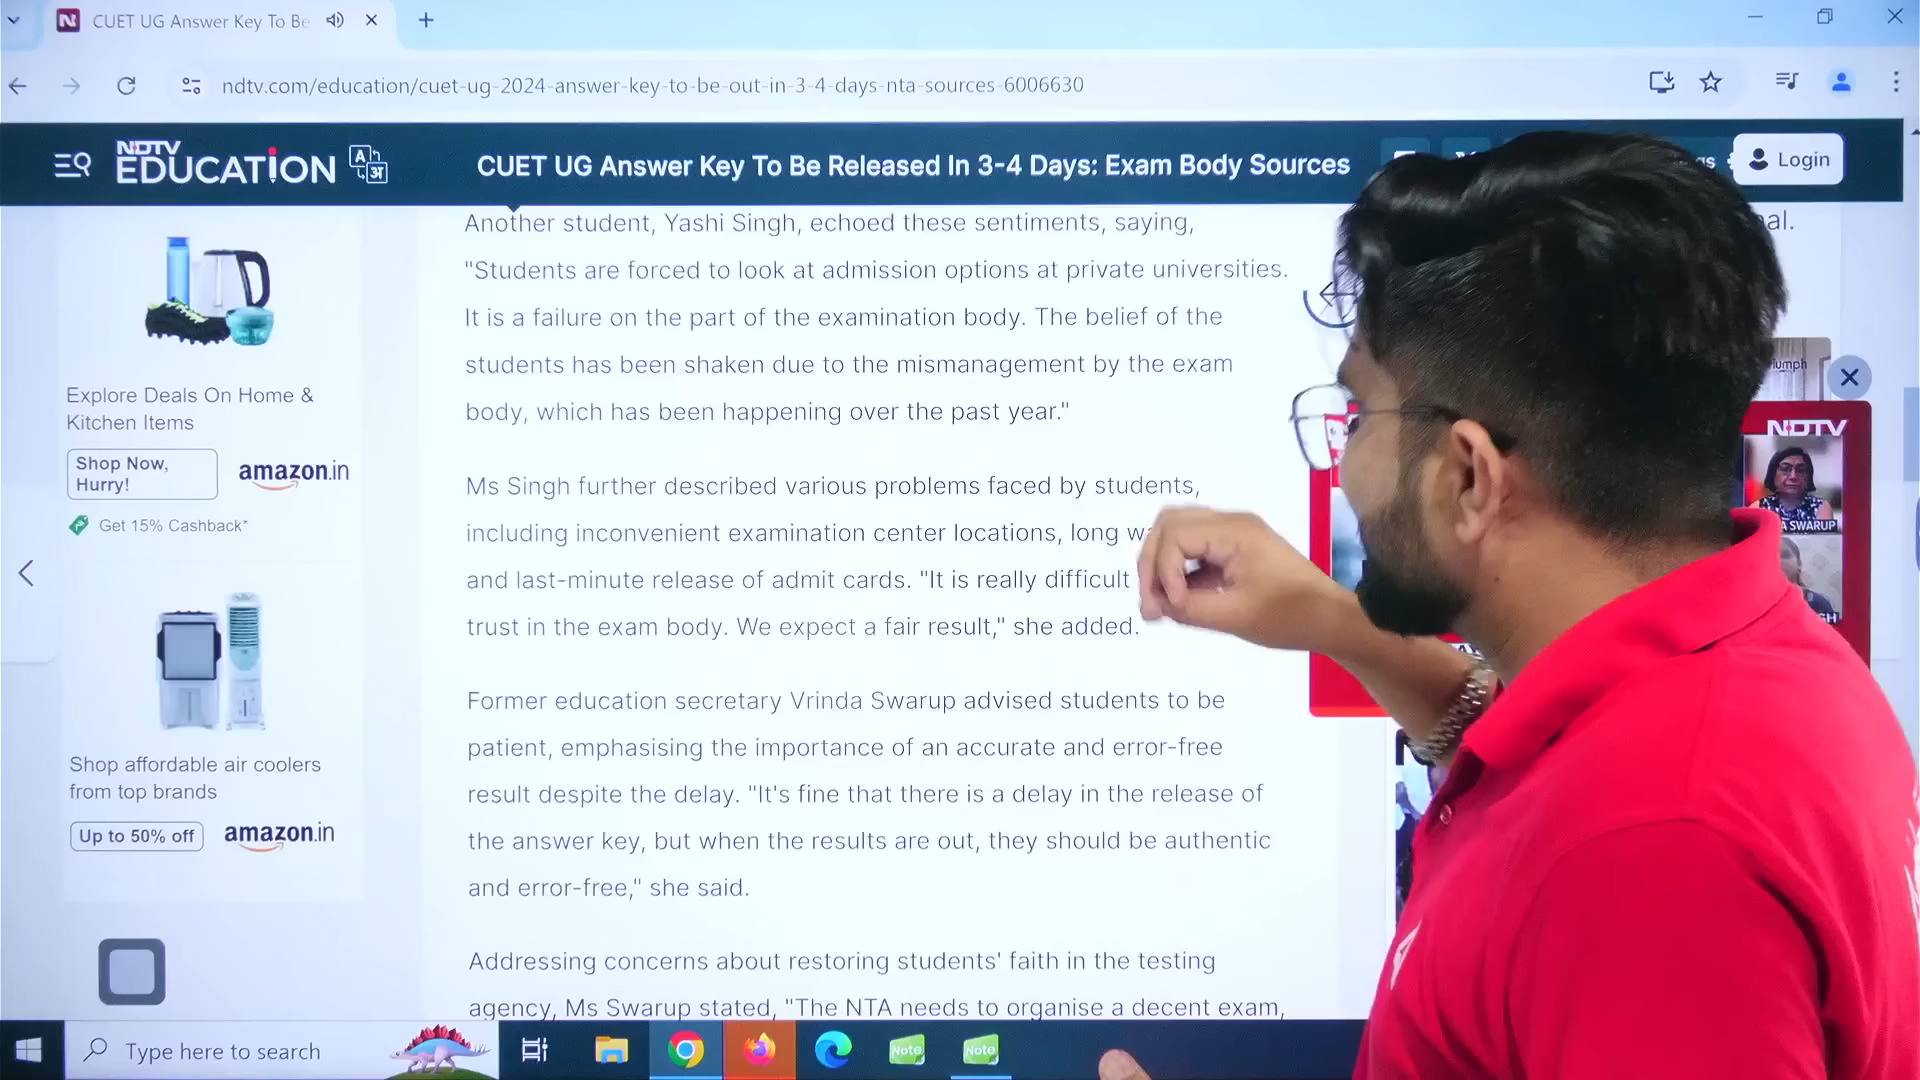 CUET UG Answer Key To Be
ndtv.com/education/cuet-ug-2024-answer-key-to-be-out-in-3-4-days-nta-sources-6006630
NDTV
EDUCATION
CUET UG Answer Key To Be Released In 3-4 Days: Exam Body Sources
Login
Another student, Yashi Singh, echoed these sentiments, saying,
"Students are forced to look at admission options at private universities.
It is a failure on the part of the examination body. The belief of the
students has been shaken due to the mismanagement by the exam
body, which has been happening over the past year."
Ms Singh further described various problems faced by students,
including inconvenient examination center locations, long
and last-minute release of admit cards. "It is really difficult
trust in the exam body. We expect a fair result," she added.
Former education secretary Vrinda Swarup advised students to be
patient, emphasising the importance of an accurate and error-free
result despite the delay. "It's fine that there is a delay in the release of
the answer key, but when the results are out, they should be authentic
and error-free," she said.
Addressing concerns about restoring students' faith in the testing
agency, Ms Swarup stated, "The NTA needs to organise a decent exam,
Explore Deals On Home &
Kitchen Items
Shop Now,
Hurry!
amazon.in
Get 15% Cashback*
Shop affordable air coolers
from top brands
Up to 50% off
amazon.in
NDTV
SWARUP
Type here to search
Note
Note